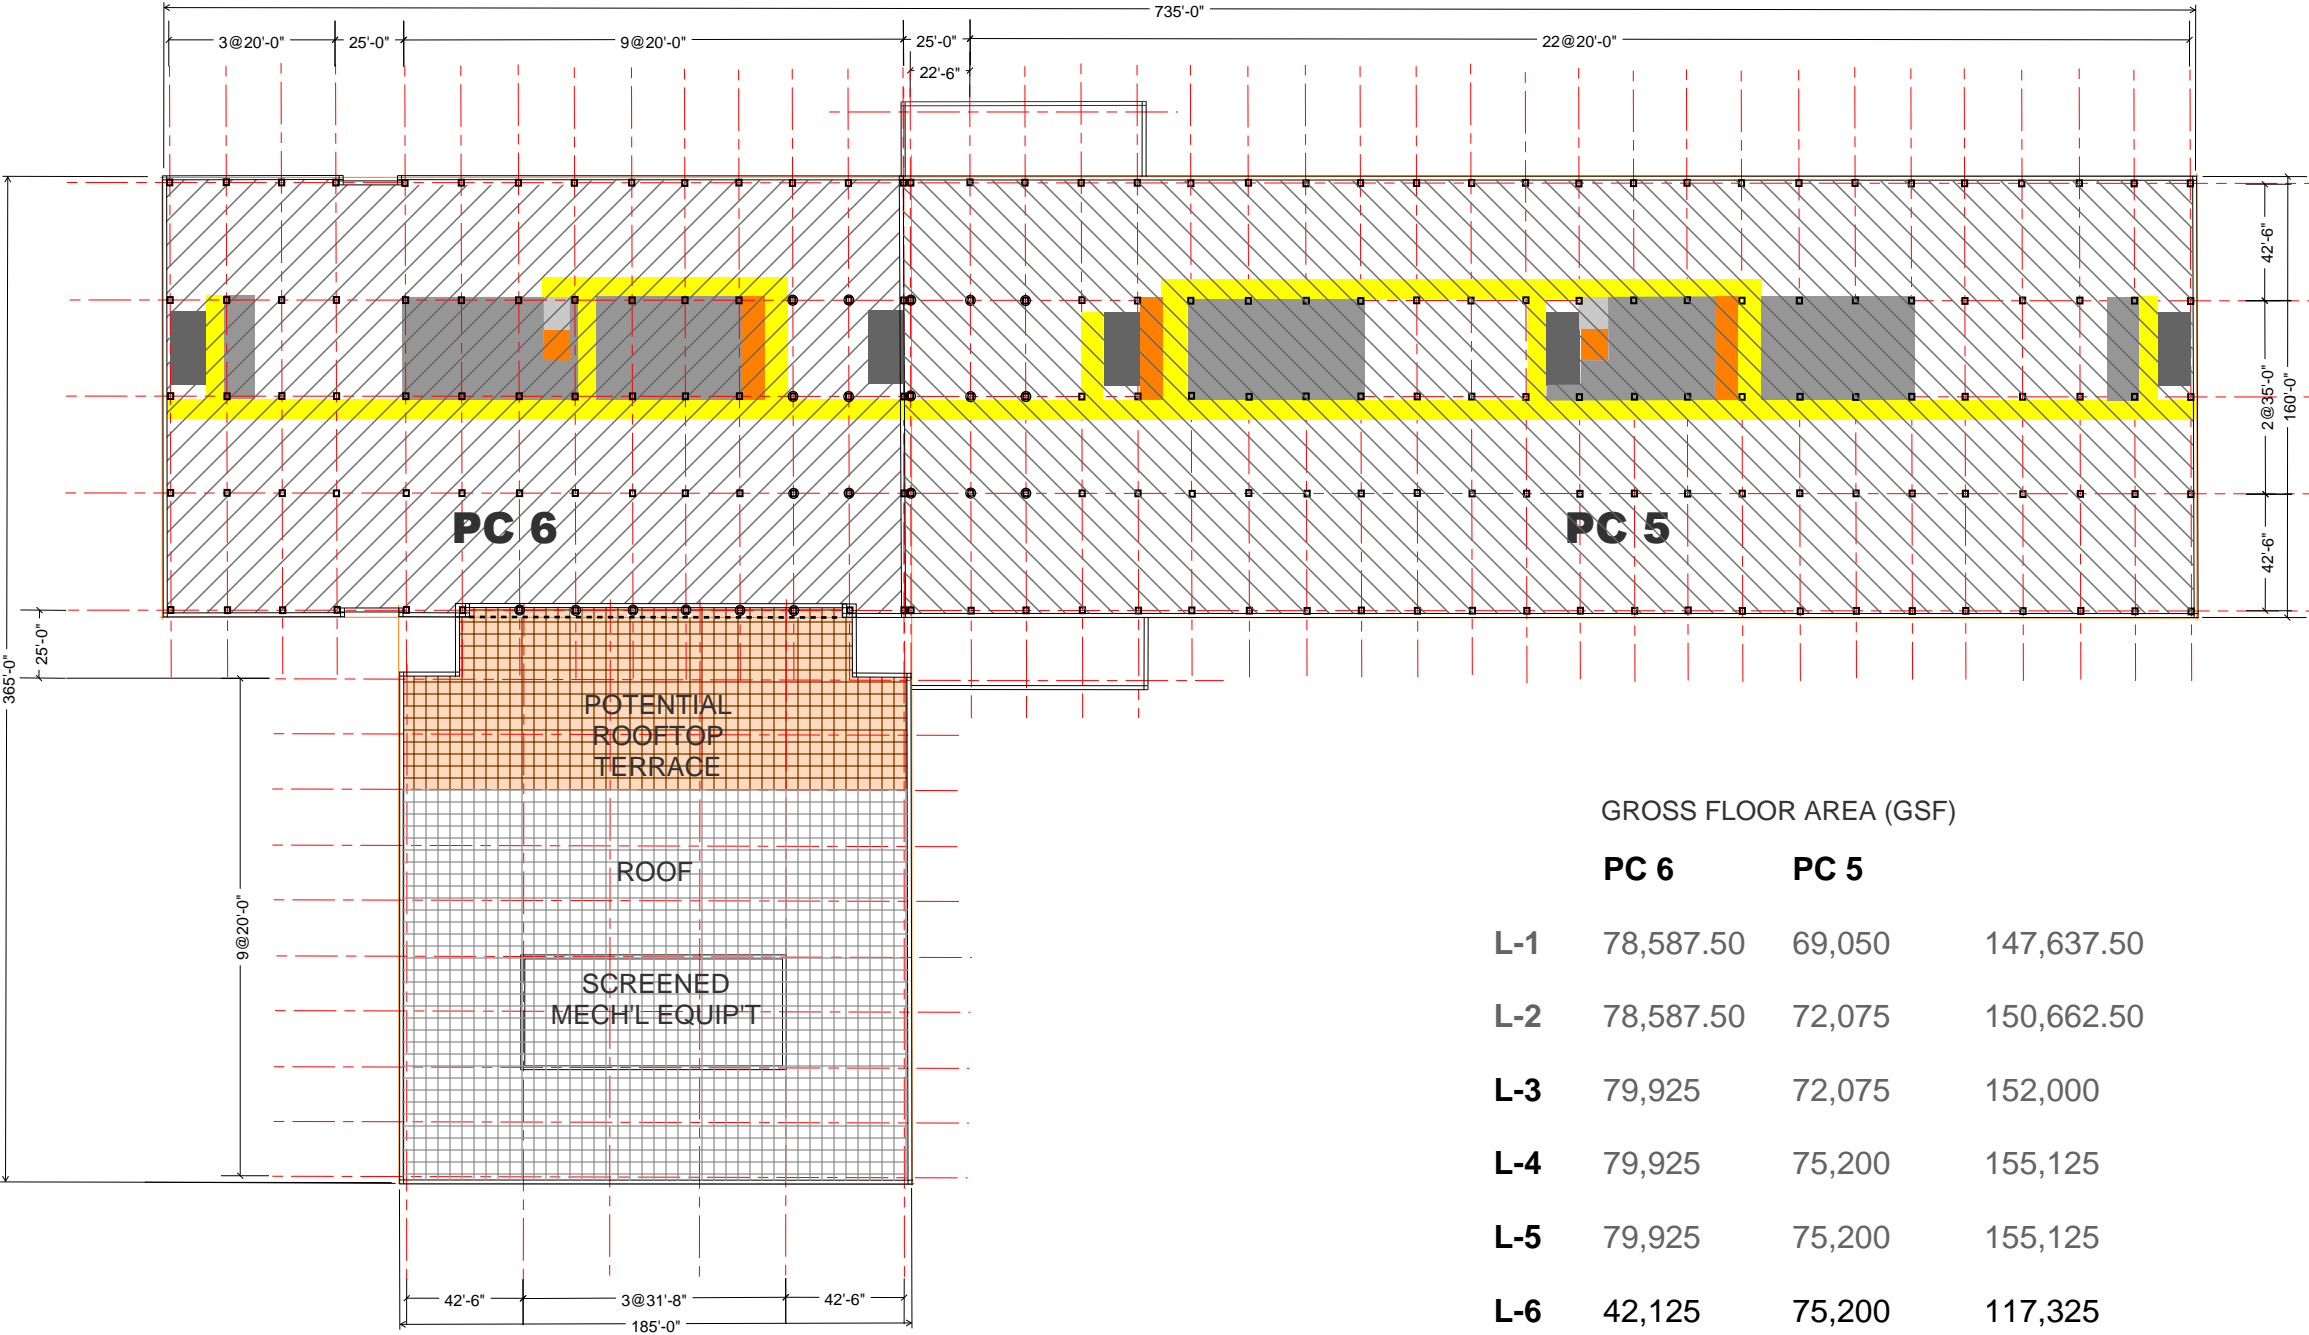 735'-0"
3@20'-0"
25'-0"
9@20'-0"
25'-0"
22@20'-0"
22'-6"
42'-6"
2@35'-0"
160'-0"
42'-6"
PC 6
PC 5
365'-0"
25'-0"
9@20'-0"
POTENTIAL
ROOFTOP
TERRACE
ROOF
SCREENED
MECH'L EQUIP'T
42'-6"
3@31'-8"
42'-6"
185'-0"
GROSS FLOOR AREA (GSF)
PC 6 PC 5
L-1 78,587.50 69,050 147,637.50
L-2 78,587.50 72,075 150,662.50
L-3 79,925 72,075 152,000
L-4 79,925 75,200 155,125
L-5 79,925 75,200 155,125
L-6 42,125 75,200 117,325